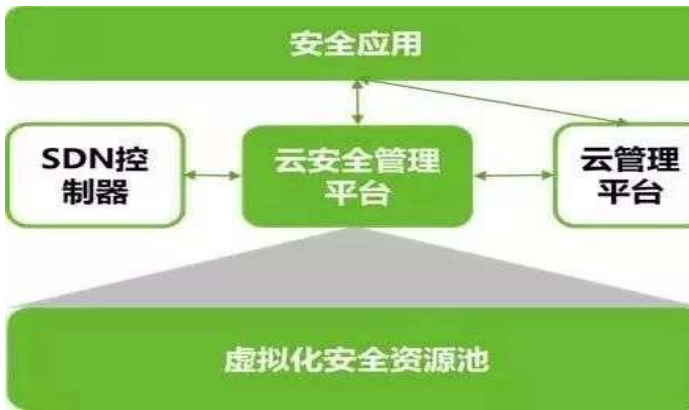 安全应用
SDN控
制器
云安全管理
平台
云管理
平台
虚拟化安全资源池